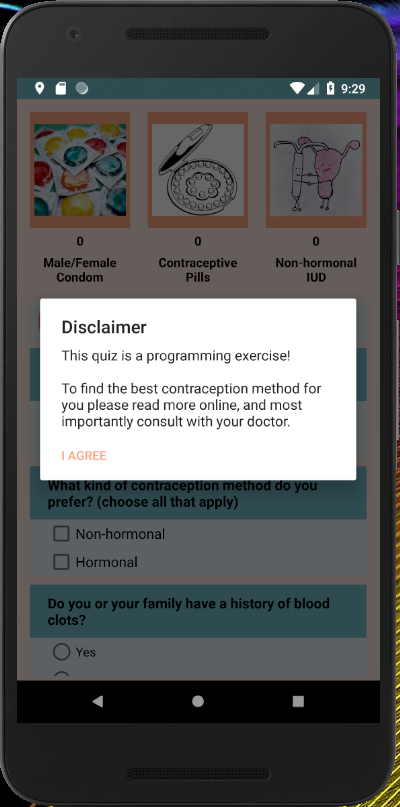 9:29
0
0
0
Male/Female
Condom
Contraceptive
Pills
Non-hormonal
IUD
Disclaimer
This quiz is a programming exercise!
To find the best contraception method for
you please read more online, and most
importantly consult with your doctor.
I AGREE
What kind of contraception method do you
prefer? (choose all that apply)
Non-hormonal
Hormonal
Do you or your family have a history of blood
clots?
Yes